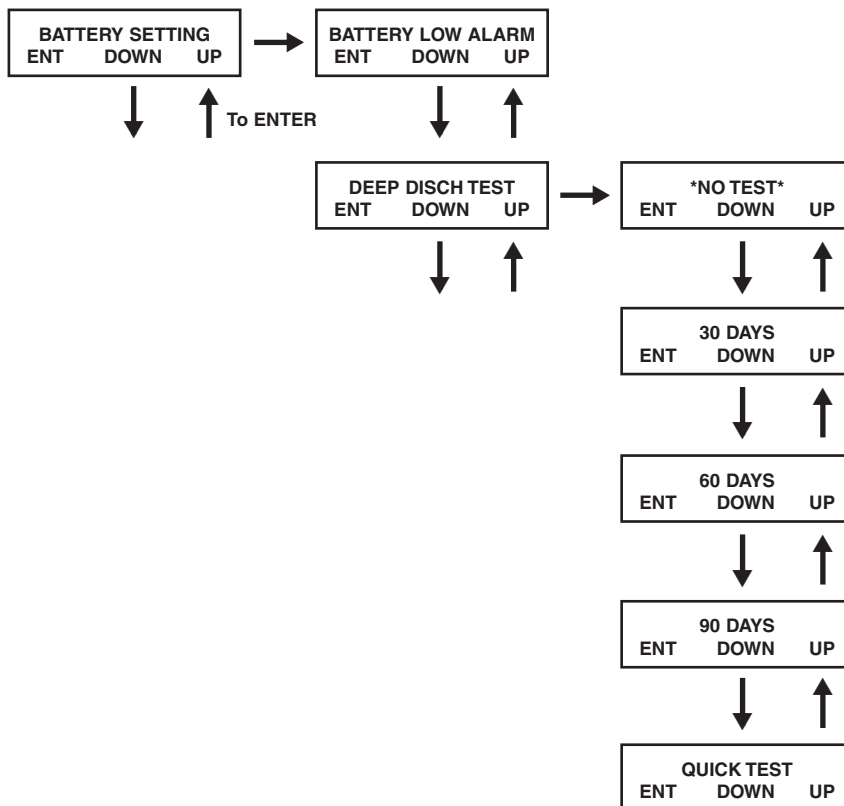 BATTERY SETTING
ENT DOWN UP
BATTERY LOW ALARM
ENT DOWN UP
To ENTER
DEEP DISCH TEST
ENT DOWN UP
*NO TEST*
ENT DOWN UP
30 DAYS
ENT DOWN UP
60 DAYS
ENT DOWN UP
90 DAYS
ENT DOWN UP
QUICK TEST
ENT DOWN UP